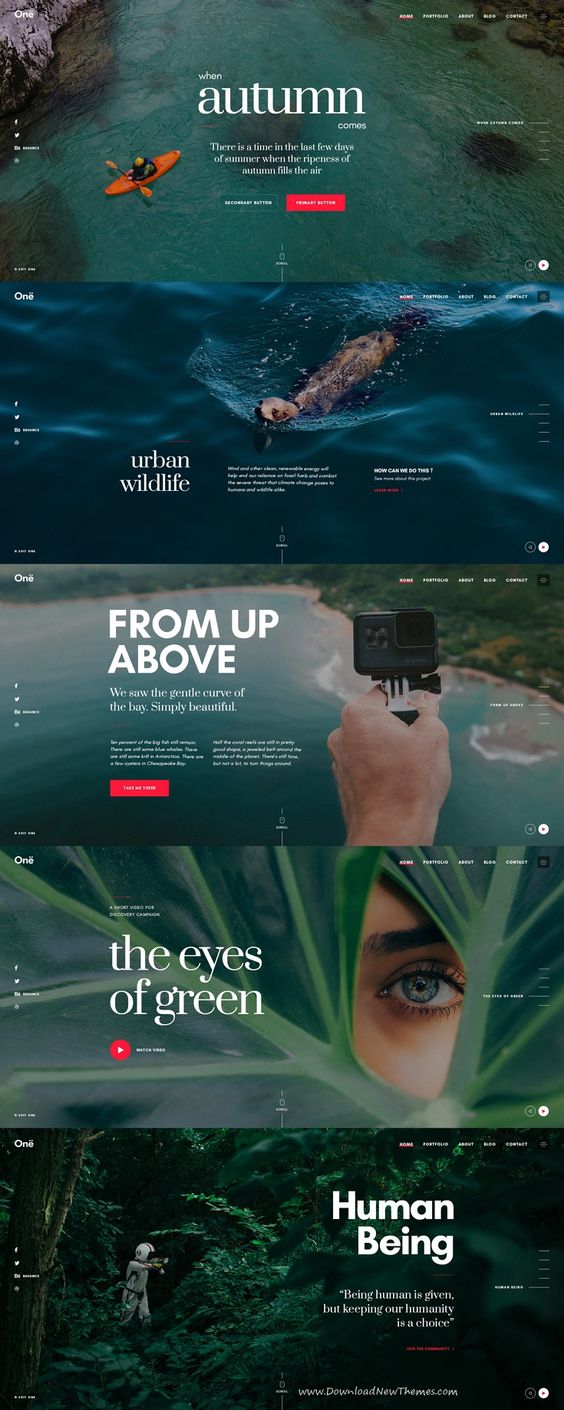 Onë
HOME PORTFOLIO ABOUT BLOG CONTACT
when
autumn
comes
There is a time in the last few days
of summer when the ripeness of
autumn fills the air
SECONDARY BUTTON PRIMARY BUTTON
WHEN AUTUMN COMES
Bē BEHANCE
SCROLL
© 2017 ONE
Onë
HOME PORTFOLIO ABOUT BLOG CONTACT
Bē BEHANCE
URBAN WILDLIFE
urban
wildlife
Wind and other clean, renewable energy will
help end our reliance on fossil fuels and combat
the severe threat that climate change poses to
humans and wildlife alike.
HOW CAN WE DO THIS ?
See more about this project
LEARN MORE
SCROLL
© 2017 ONE
Onë
HOME PORTFOLIO ABOUT BLOG CONTACT
FROM UP
ABOVE
We saw the gentle curve of
the bay. Simply beautiful.
Bē BEHANCE
FORM UP ABOVE
Ten percent of the big fish still remain.
There are still some blue whales. There
are still some krill in Antarctica. There are
a few oysters in Chesapeake Bay.
Half the coral reefs are still in pretty
good shape, a jeweled belt around the
middle of the planet. There's still time,
but not a lot, to turn things around.
TAKE ME THERE
SCROLL
© 2017 ONE
Onë
HOME PORTFOLIO ABOUT BLOG CONTACT
A SHORT VIDEO FOR
DISCOVERY CAMPAIGN
the eyes
of green
Bē BEHANCE
THE EYES OF GREEN
WATCH VIDEO
SCROLL
© 2017 ONE
Onë
HOME PORTFOLIO ABOUT BLOG CONTACT
Human
Being
Bē BEHANCE
HUMAN BEING
“Being human is given,
but keeping our humanity
is a choice”
JOIN THE COMMUNITY
SCROLL
www.DownloadNewThemes.com
© 2017 ONE